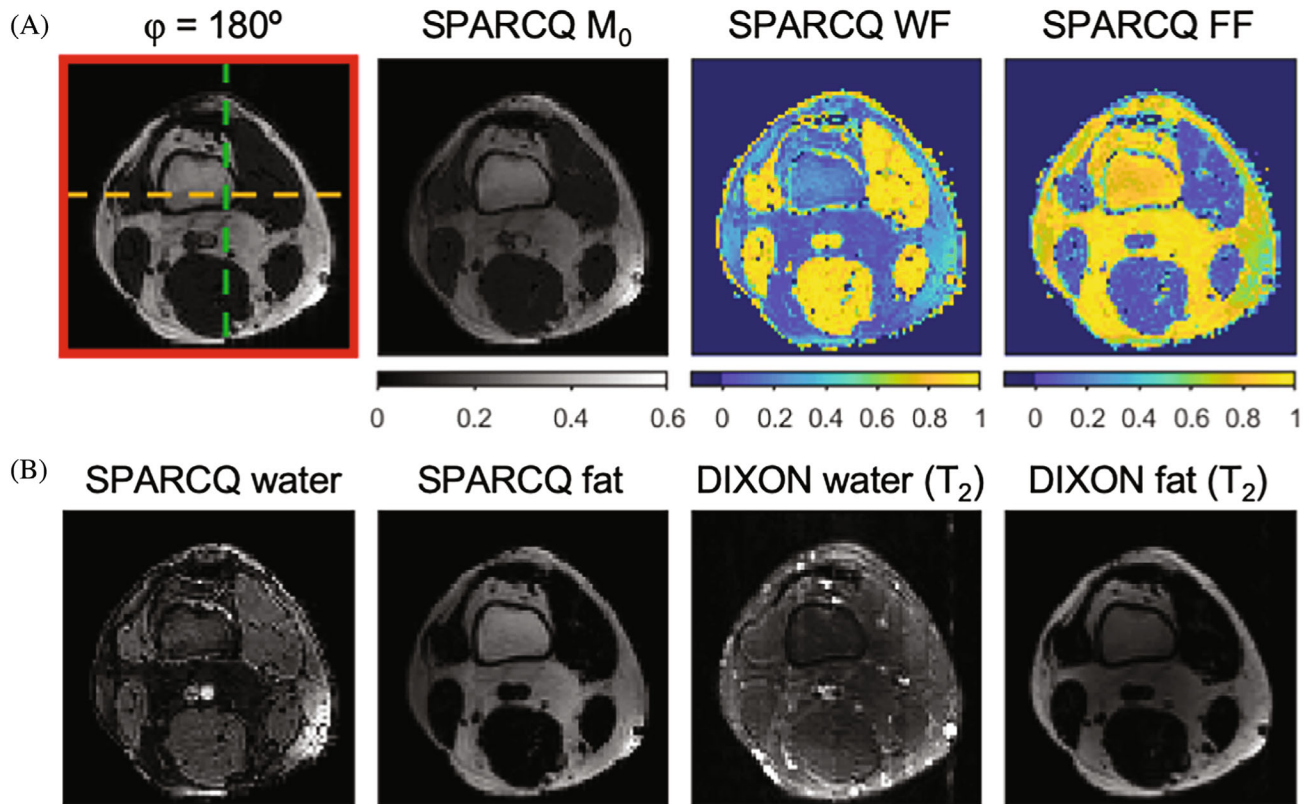 (A) φ = 180º SPARCQ M₀ SPARCQ WF SPARCQ FF
0 0.2 0.4 0.6 0 0.2 0.4 0.6 0.8 1 0 0.2 0.4 0.6 0.8 1
(B) SPARCQ water SPARCQ fat DIXON water (T₂) DIXON fat (T₂)